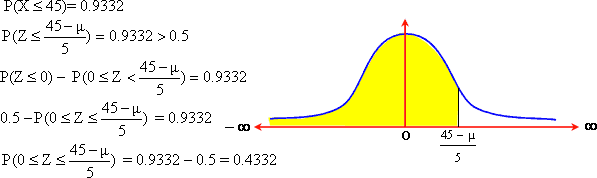 P(X ≤ 45)= 0.9332
P(Z ≤ (45−μ)/5) = 0.9332 > 0.5
P(Z ≤ 0) − P(0 ≤ Z < (45−μ)/5) = 0.9332
0.5 −P(0 ≤ Z ≤ (45−μ)/5) = 0.9332
P(0 ≤ Z ≤ (45−μ)/5) = 0.9332 − 0.5 = 0.4332
−∞ ∞
0 (45−μ)/5